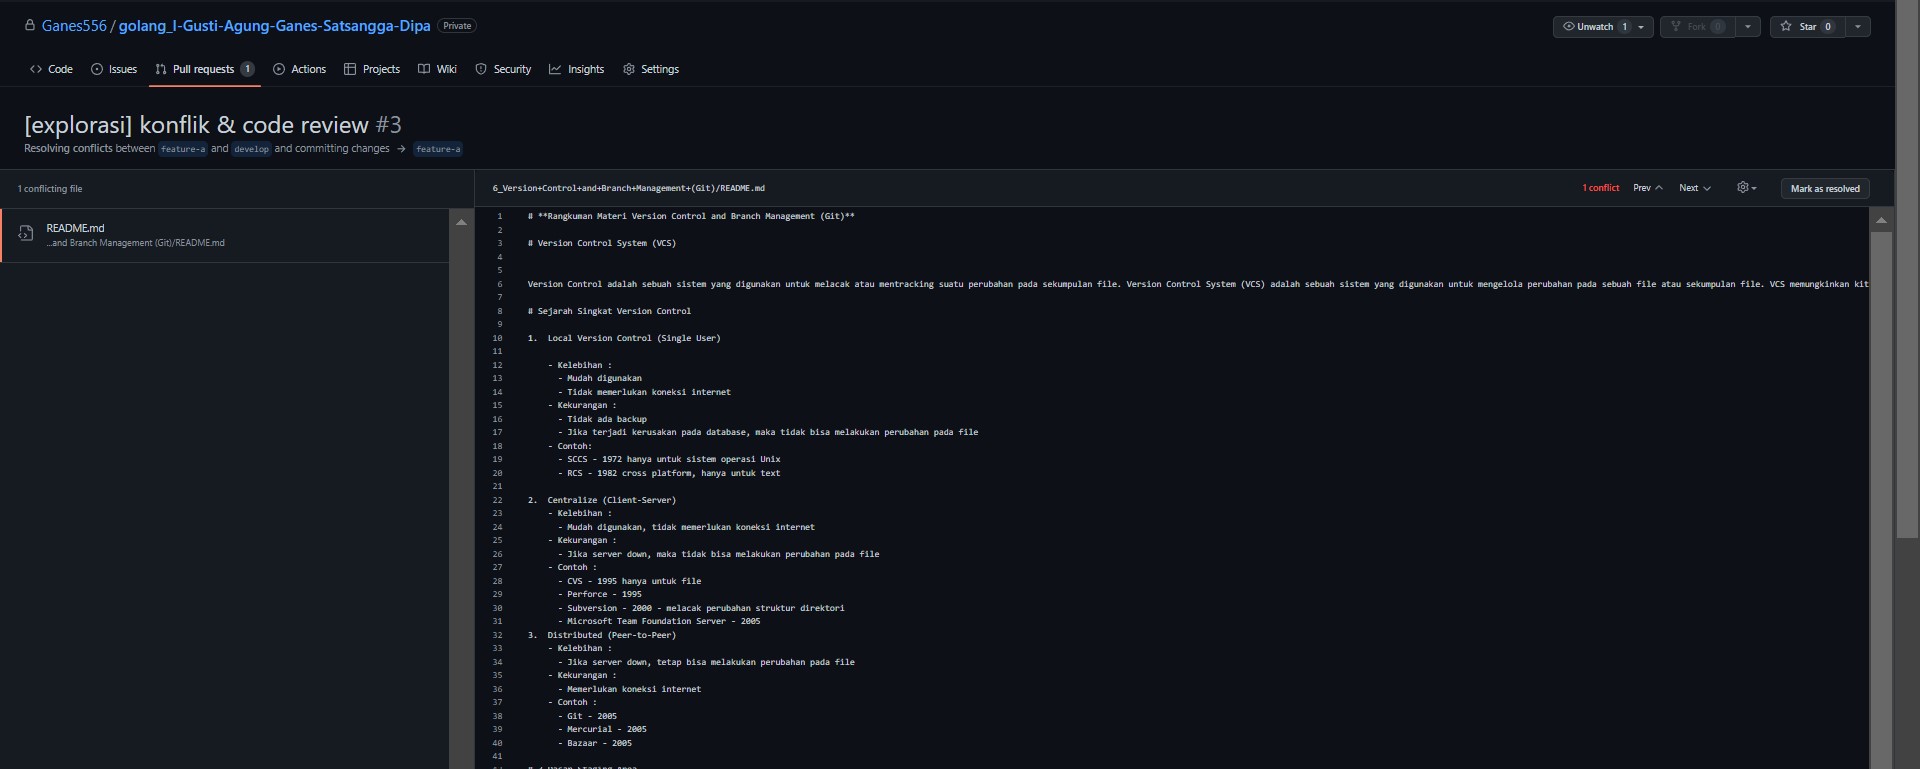 Ganes556 / golang_I-Gusti-Agung-Ganes-Satsangga-Dipa Private
Unwatch 1 Fork 0 Star 0
Code Issues Pull requests 1 Actions Projects Wiki Security Insights Settings
[explorasi] konflik & code review #3
Resolving conflicts between feature-a and develop and committing changes → feature-a
1 conflicting file
6_Version+Control+and+Branch+Management+(Git)/README.md 1 conflict Prev Next Mark as resolved
README.md
...and Branch Management (Git)/README.md
1 # **Rangkuman Materi Version Control and Branch Management (Git)**
2
3 # Version Control System (VCS)
4
5
6 Version Control adalah sebuah sistem yang digunakan untuk melacak atau mentracking suatu perubahan pada sekumpulan file. Version Control System (VCS) adalah sebuah sistem yang digunakan untuk mengelola perubahan pada sebuah file atau sekumpulan file. VCS memungkinkan kit
7
8 # Sejarah Singkat Version Control
9
10 1. Local Version Control (Single User)
11
12 - Kelebihan :
13 - Mudah digunakan
14 - Tidak memerlukan koneksi internet
15 - Kekurangan :
16 - Tidak ada backup
17 - Jika terjadi kerusakan pada database, maka tidak bisa melakukan perubahan pada file
18 - Contoh:
19 - SCCS - 1972 hanya untuk sistem operasi Unix
20 - RCS - 1982 cross platform, hanya untuk text
21
22 2. Centralize (Client-Server)
23 - Kelebihan :
24 - Mudah digunakan, tidak memerlukan koneksi internet
25 - Kekurangan :
26 - Jika server down, maka tidak bisa melakukan perubahan pada file
27 - Contoh :
28 - CVS - 1995 hanya untuk file
29 - Perforce - 1995
30 - Subversion - 2000 - melacak perubahan struktur direktori
31 - Microsoft Team Foundation Server - 2005
32 3. Distributed (Peer-to-Peer)
33 - Kelebihan :
34 - Jika server down, tetap bisa melakukan perubahan pada file
35 - Kekurangan :
36 - Memerlukan koneksi internet
37 - Contoh :
38 - Git - 2005
39 - Mercurial - 2005
40 - Bazaar - 2005
41